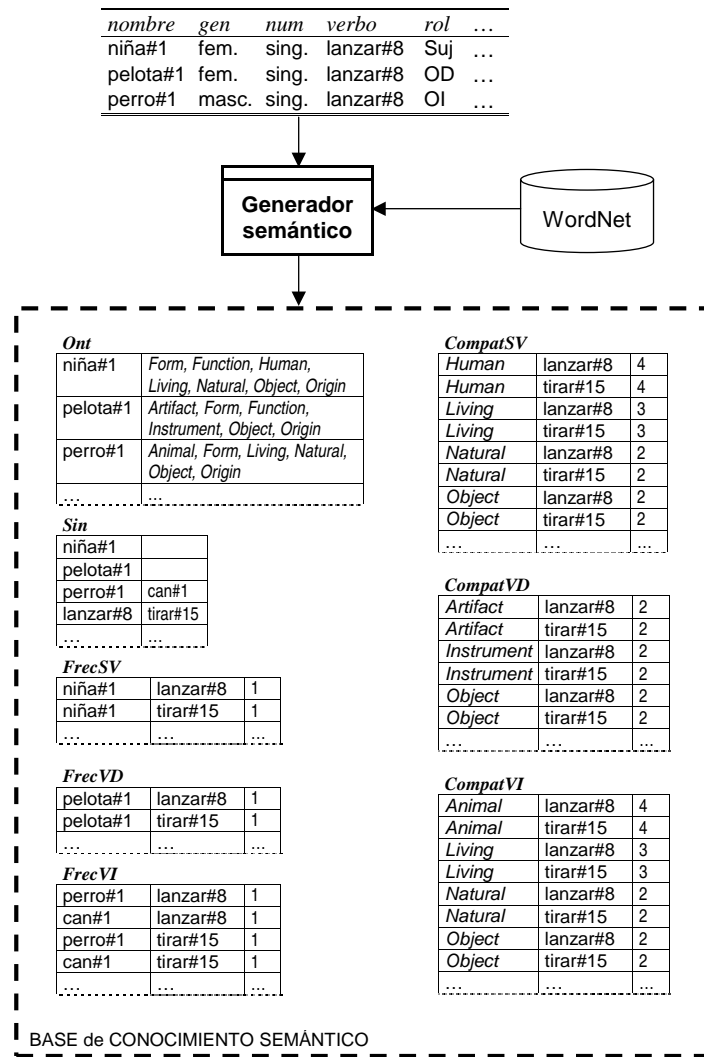 nombre gen num verbo rol …
niña#1 fem. sing. lanzar#8 Suj …
pelota#1 fem. sing. lanzar#8 OD …
perro#1 masc. sing. lanzar#8 OI …
Generador
semántico
WordNet
Ont
niña#1 Form, Function, Human,
Living, Natural, Object, Origin
pelota#1 Artifact, Form, Function,
Instrument, Object, Origin
perro#1 Animal, Form, Living, Natural,
Object, Origin
… ...
Sin
niña#1
pelota#1
perro#1 can#1
lanzar#8 tirar#15
… ...
FrecSV
niña#1 lanzar#8 1
niña#1 tirar#15 1
… … ...
FrecVD
pelota#1 lanzar#8 1
pelota#1 tirar#15 1
… … ...
FrecVI
perro#1 lanzar#8 1
can#1 lanzar#8 1
perro#1 tirar#15 1
can#1 tirar#15 1
… … ...
CompatSV
Human lanzar#8 4
Human tirar#15 4
Living lanzar#8 3
Living tirar#15 3
Natural lanzar#8 2
Natural tirar#15 2
Object lanzar#8 2
Object tirar#15 2
… … ...
CompatVD
Artifact lanzar#8 2
Artifact tirar#15 2
Instrument lanzar#8 2
Instrument tirar#15 2
Object lanzar#8 2
Object tirar#15 2
… … ...
CompatVI
Animal lanzar#8 4
Animal tirar#15 4
Living lanzar#8 3
Living tirar#15 3
Natural lanzar#8 2
Natural tirar#15 2
Object lanzar#8 2
Object tirar#15 2
… … ...
BASE de CONOCIMIENTO SEMÁNTICO